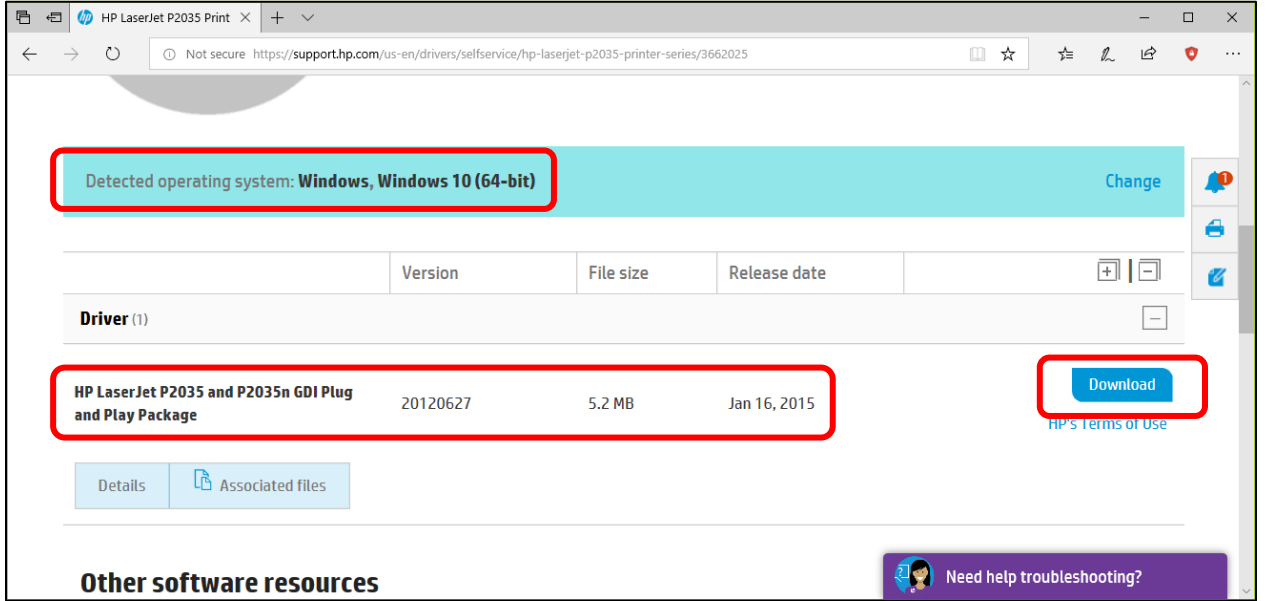 HP LaserJet P2035 Print
Not secure https://support.hp.com/us-en/drivers/selfservice/hp-laserjet-p2035-printer-series/3662025
Detected operating system: Windows, Windows 10 (64-bit)
Change
1
Version File size Release date
Driver (1)
HP LaserJet P2035 and P2035n GDI Plug
and Play Package
20120627 5.2 MB Jan 16, 2015
Download
HP's Terms of Use
Details Associated files
Other software resources
Need help troubleshooting?